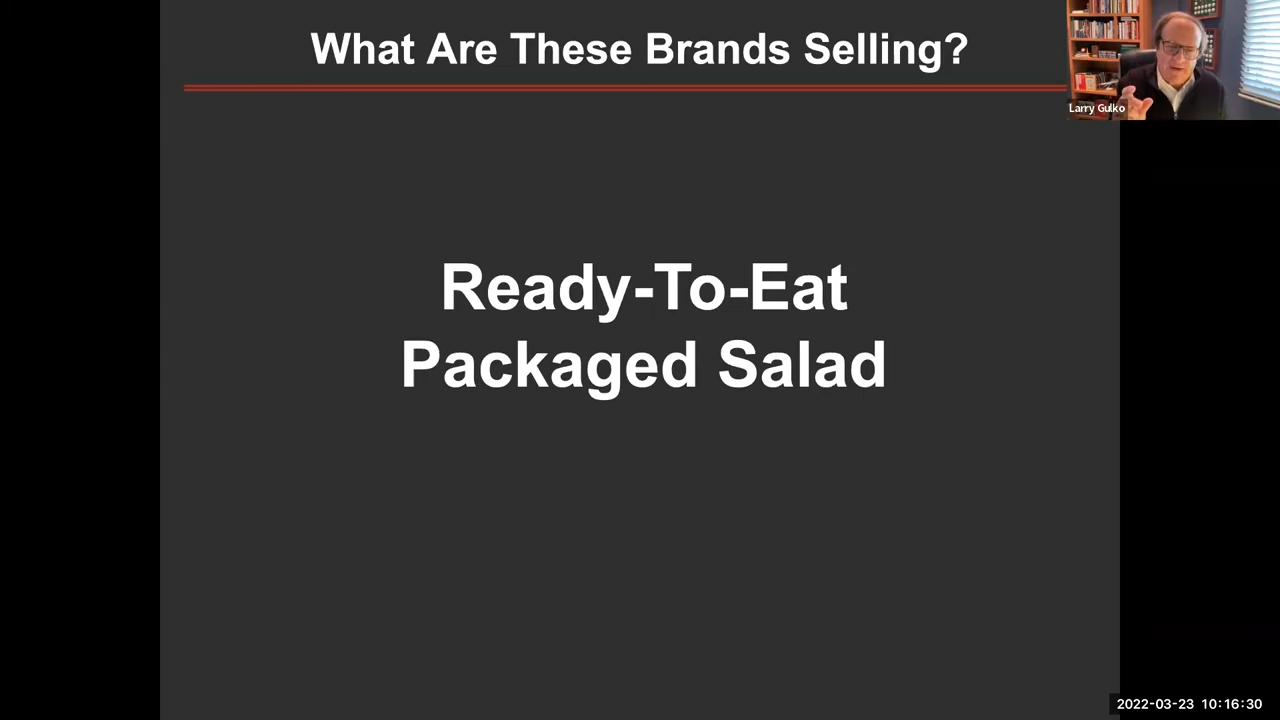 What Are These Brands Selling?
Larry Gulko
Ready-To-Eat
Packaged Salad
2022-03-23 10:16:30